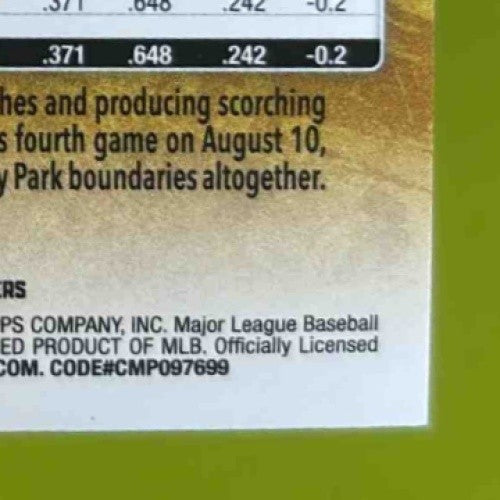 .371 .648 .242 -0.2
.371 .648 .242 -0.2
hes and producing scorching
s fourth game on August 10,
y Park boundaries altogether.
ERS
PS COMPANY, INC. Major League Baseball
ED PRODUCT OF MLB. Officially Licensed
COM. CODE#CMP097699